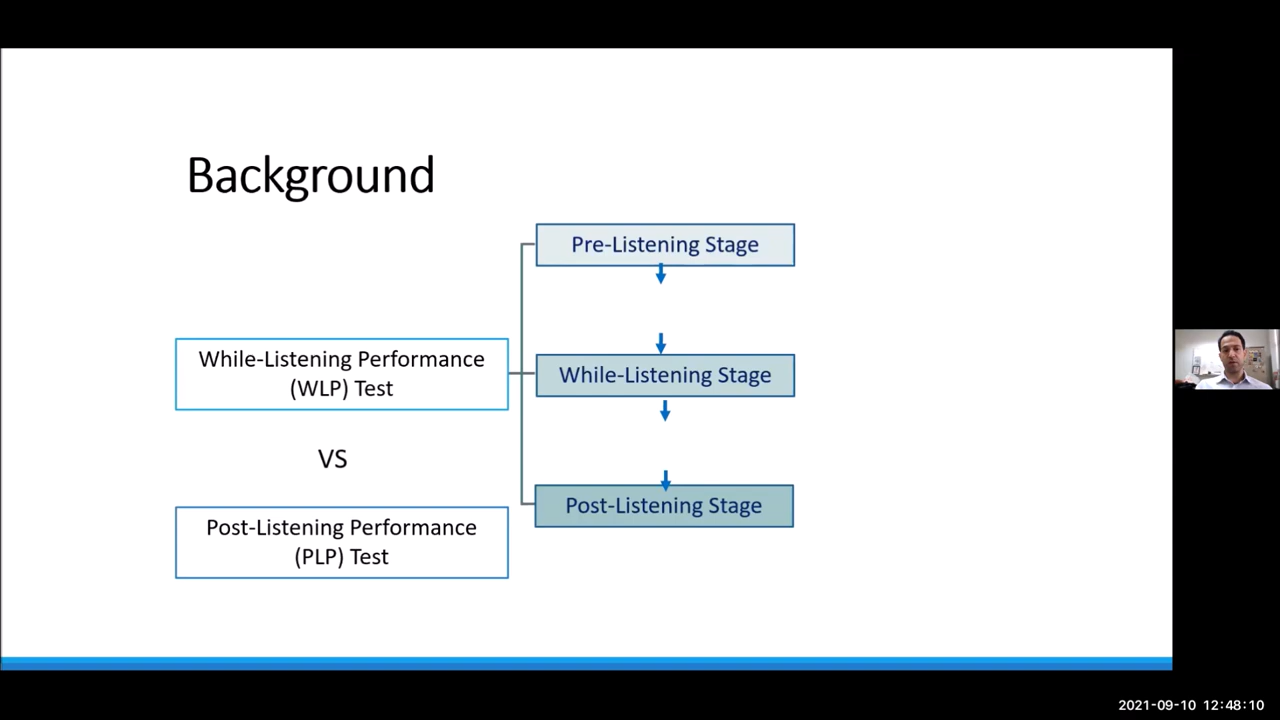 Background
Pre-Listening Stage
While-Listening Performance
(WLP) Test
While-Listening Stage
VS
Post-Listening Stage
Post-Listening Performance
(PLP) Test
2021-09-10 12:48:10